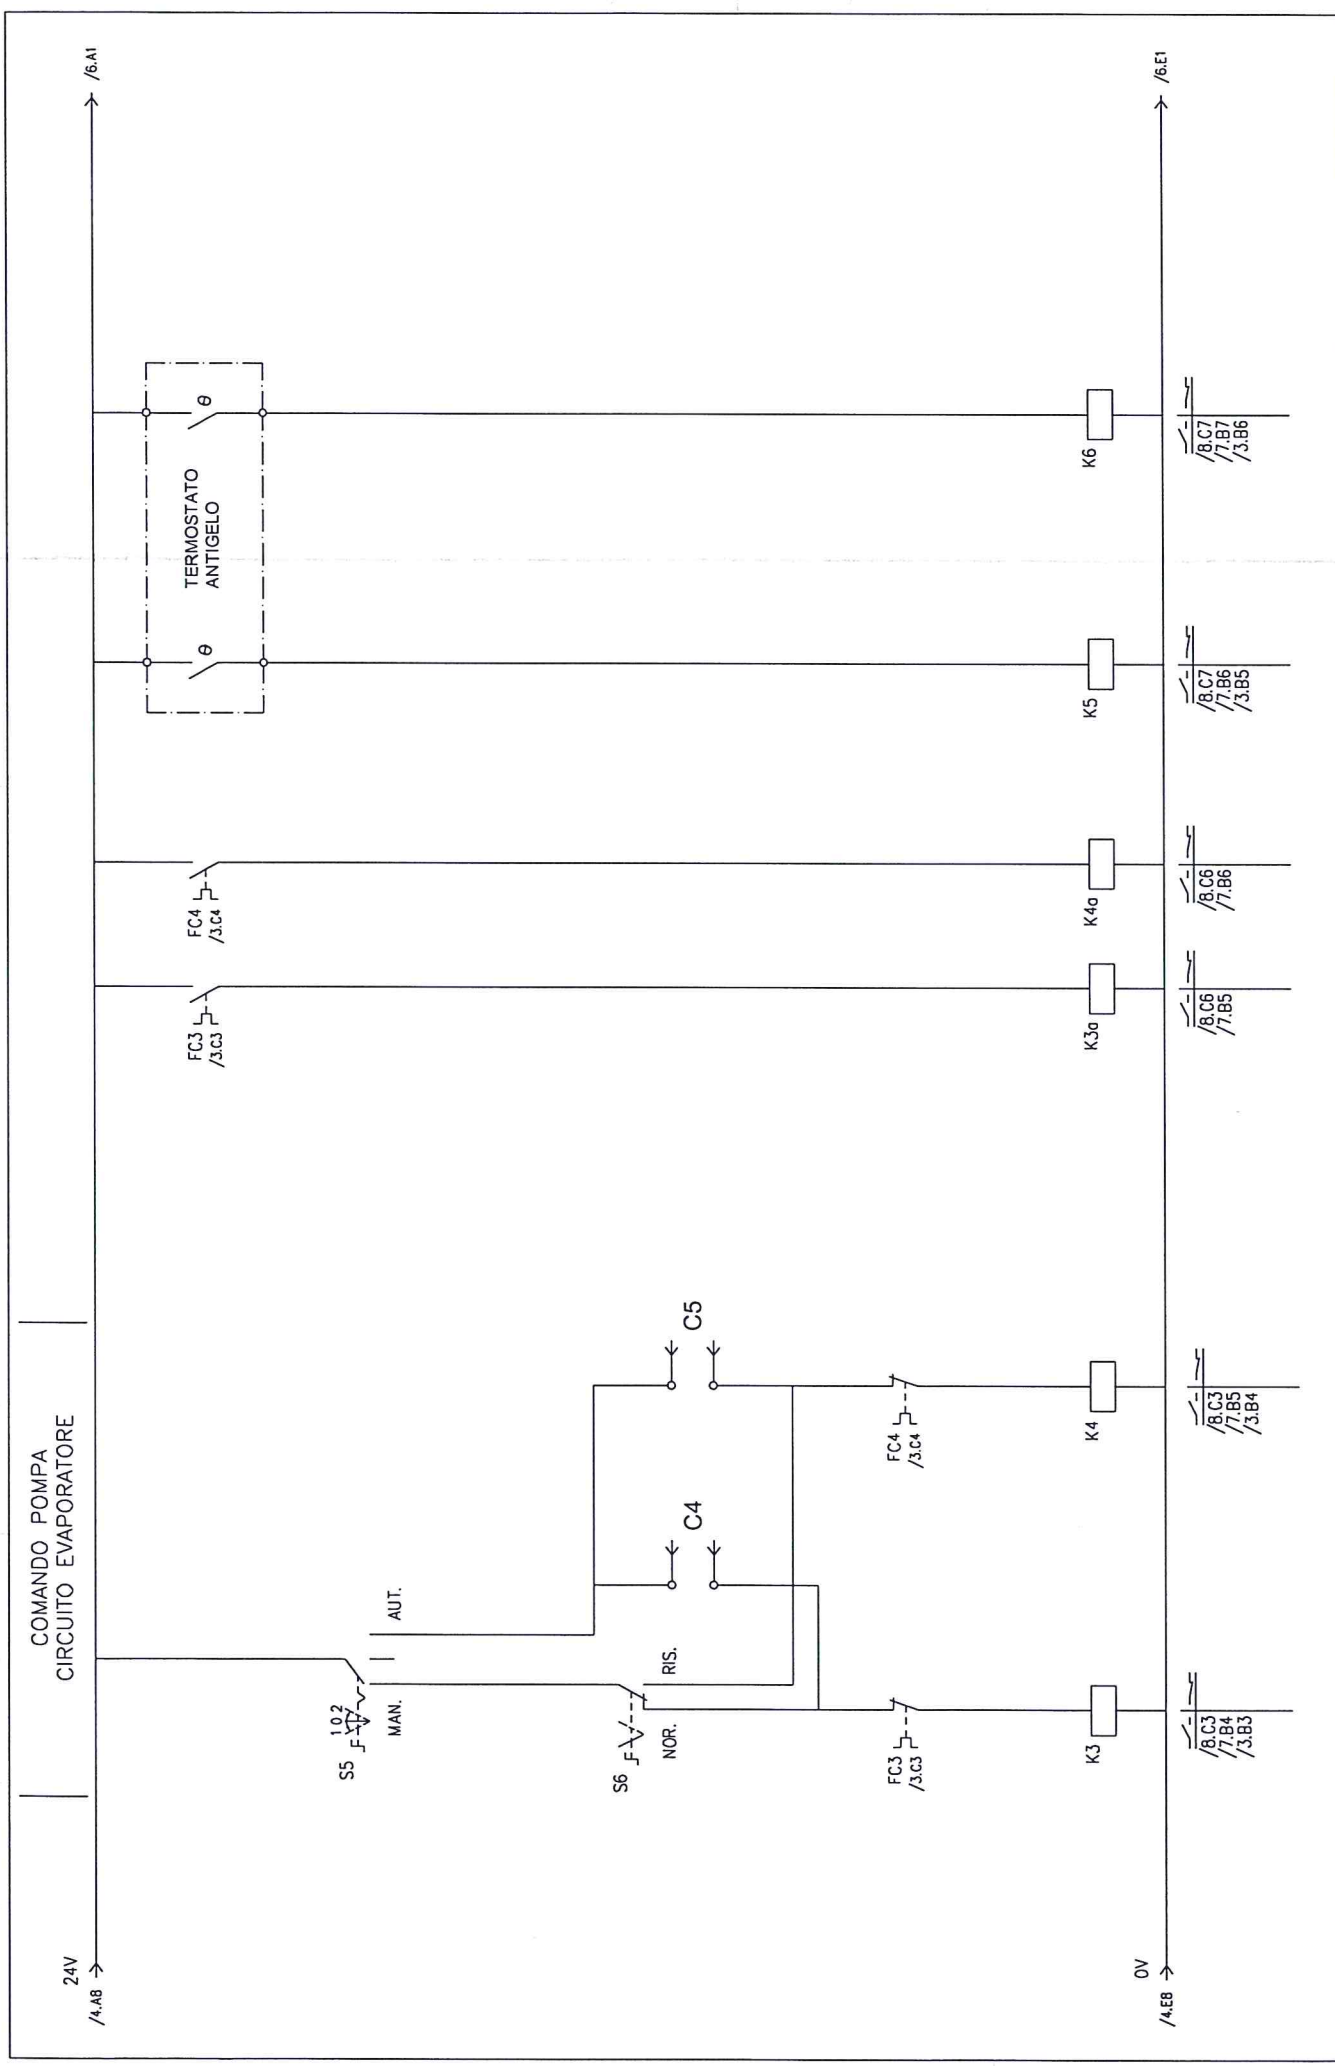 COMANDO POMPA
CIRCUITO EVAPORATORE
24V
/4.A8
/6.A1
S5
1 0 2
MAN.
AUT.
S6
NOR.
RIS.
C4
C5
FC3
/3.C3
FC4
/3.C4
FC3
/3.C3
FC4
/3.C4
TERMOSTATO
ANTIGELO
θ
θ
K3
K4
K3a
K4a
K5
K6
0V
/4.E8
/6.E1
/8.C3
/7.B4
/3.B3
/8.C3
/7.B5
/3.B4
/8.C6
/7.B5
/8.C6
/7.B6
/8.C7
/7.B6
/3.B5
/8.C7
/7.B7
/3.B6